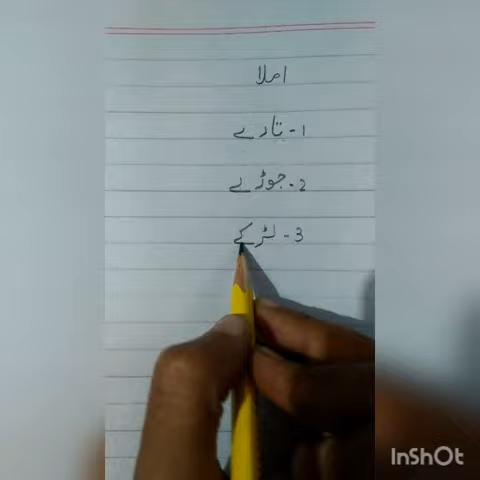 املا
1- تارے
2- جوڑے
3- لڑکے
InShOt